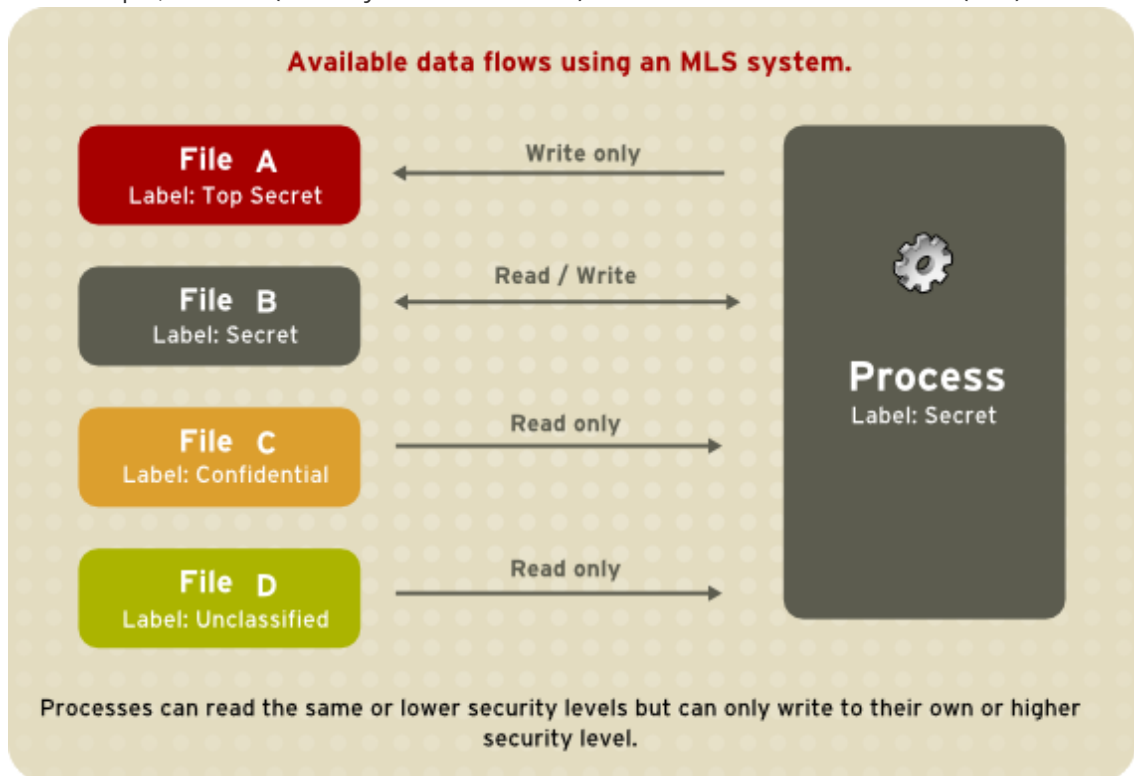 Available data flows using an MLS system.
File A
Label: Top Secret
Write only
File B
Label: Secret
Read / Write
Process
Label: Secret
File C
Label: Confidential
Read only
File D
Label: Unclassified
Read only
Processes can read the same or lower security levels but can only write to their own or higher
security level.